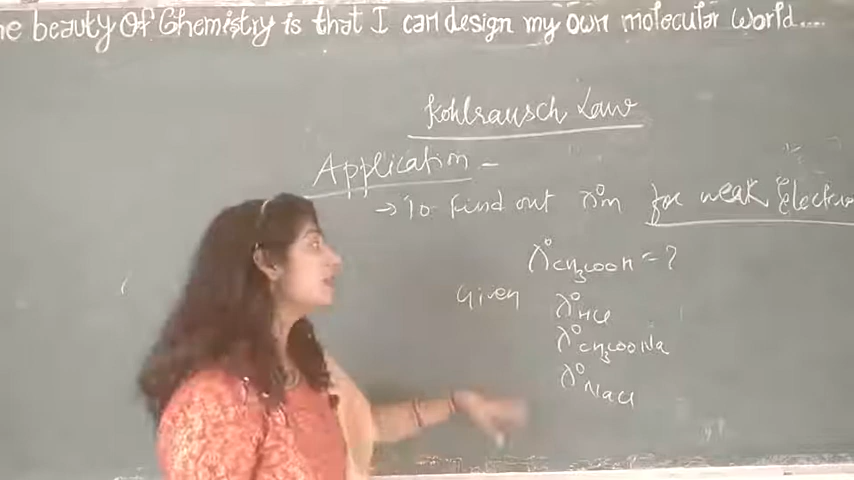 he beauty Of Chemistry is that I can design my own molecular world....
Kohlrausch Law
Application -
→ To find out λ°m for weak Electro
λ°CH3COOH = ?
Given λ°HCl
λ°CH3COONa
λ°NaCl